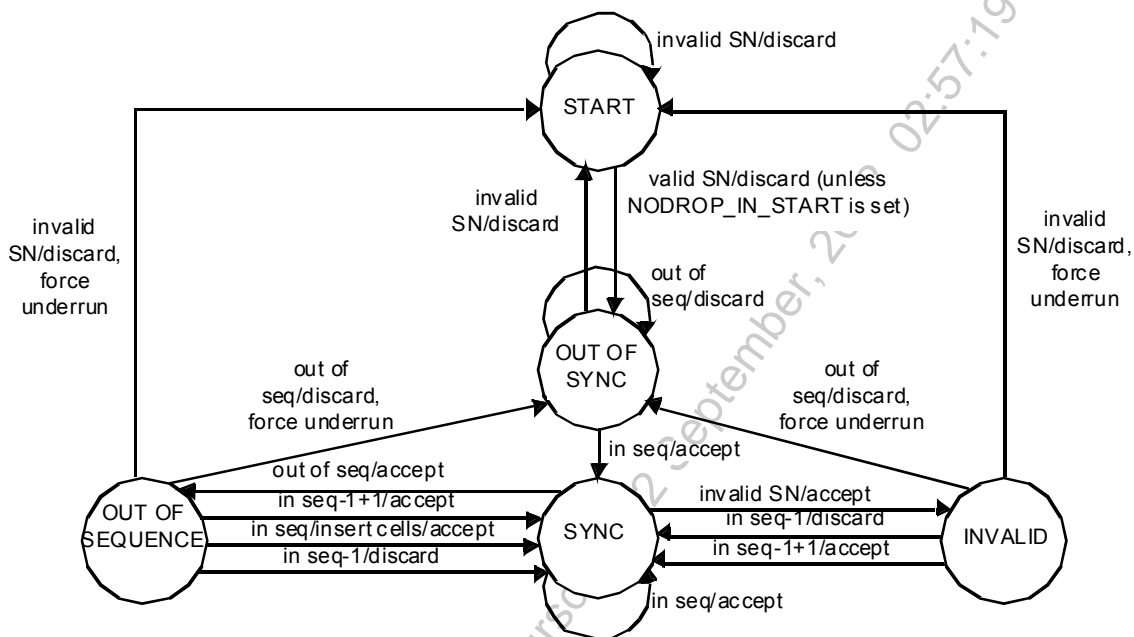 invalid SN/discard
START
02:57:19
valid SN/discard (unless
NODROP_IN_START is set)
invalid
SN/discard
invalid
SN/discard,
force
underrun
invalid
SN/discard,
force
underrun
out of
seq/discard
OUT OF
SYNC
September,
out of
seq/discard,
force underrun
out of
seq/discard,
force underrun
in seq/accept
out of seq/accept
in seq-1+1/accept
in seq/insert cells/accept
in seq-1/discard
OUT OF
SEQUENCE
SYNC
invalid SN/accept
in seq-1/discard
in seq-1+1/accept
INVALID
in seq/accept